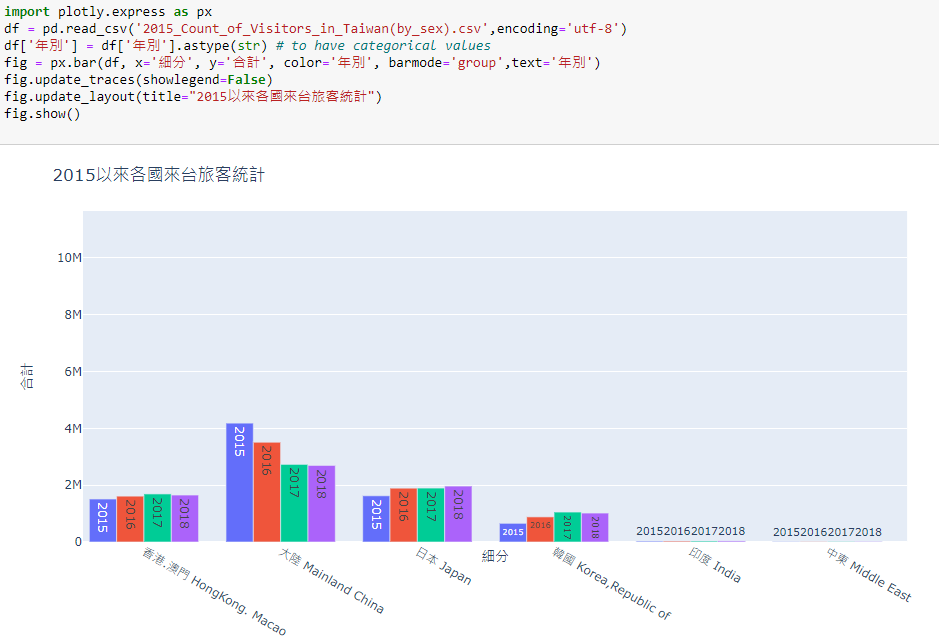 import plotly.express as px
df = pd.read_csv('2015_Count_of_Visitors_in_Taiwan(by_sex).csv',encoding='utf-8')
df['年別'] = df['年別'].astype(str) # to have categorical values
fig = px.bar(df, x='細分', y='合計', color='年別', barmode='group',text='年別')
fig.update_traces(showlegend=False)
fig.update_layout(title="2015以來各國來台旅客統計")
fig.show()
2015以來各國來台旅客統計
10M
8M
6M
4M
2M
0
合計
2015 2016 2017 2018
2015 2016 2017 2018
2015 2016 2017 2018
2015 2016 2017 2018
2015201620172018
2015201620172018
香港.澳門 HongKong. Macao
大陸 Mainland China
日本 Japan
細分
韓國 Korea,Republic of
印度 India
中東 Middle East